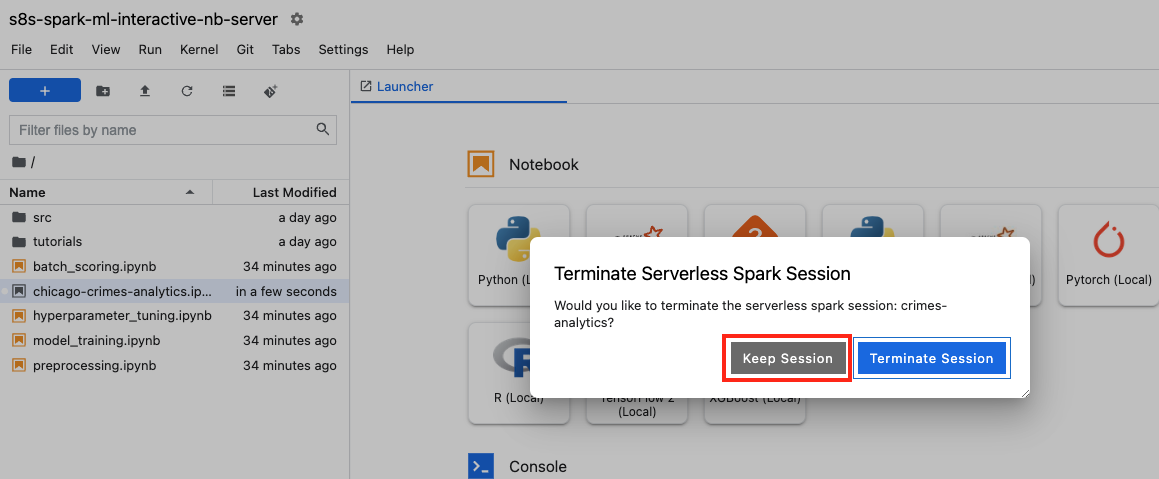 s8s-spark-ml-interactive-nb-server
File Edit View Run Kernel Git Tabs Settings Help
+
Launcher
Filter files by name
/
Name Last Modified
src a day ago
tutorials a day ago
batch_scoring.ipynb 34 minutes ago
chicago-crimes-analytics.ip... in a few seconds
hyperparameter_tuning.ipynb 34 minutes ago
model_training.ipynb 34 minutes ago
preprocessing.ipynb 34 minutes ago
Notebook
Python (L
Pytorch (Local)
Terminate Serverless Spark Session
Would you like to terminate the serverless spark session: crimes-
analytics?
Keep Session Terminate Session
R (Local)
TensorFlow 2
(Local)
XGBoost (Local)
Console